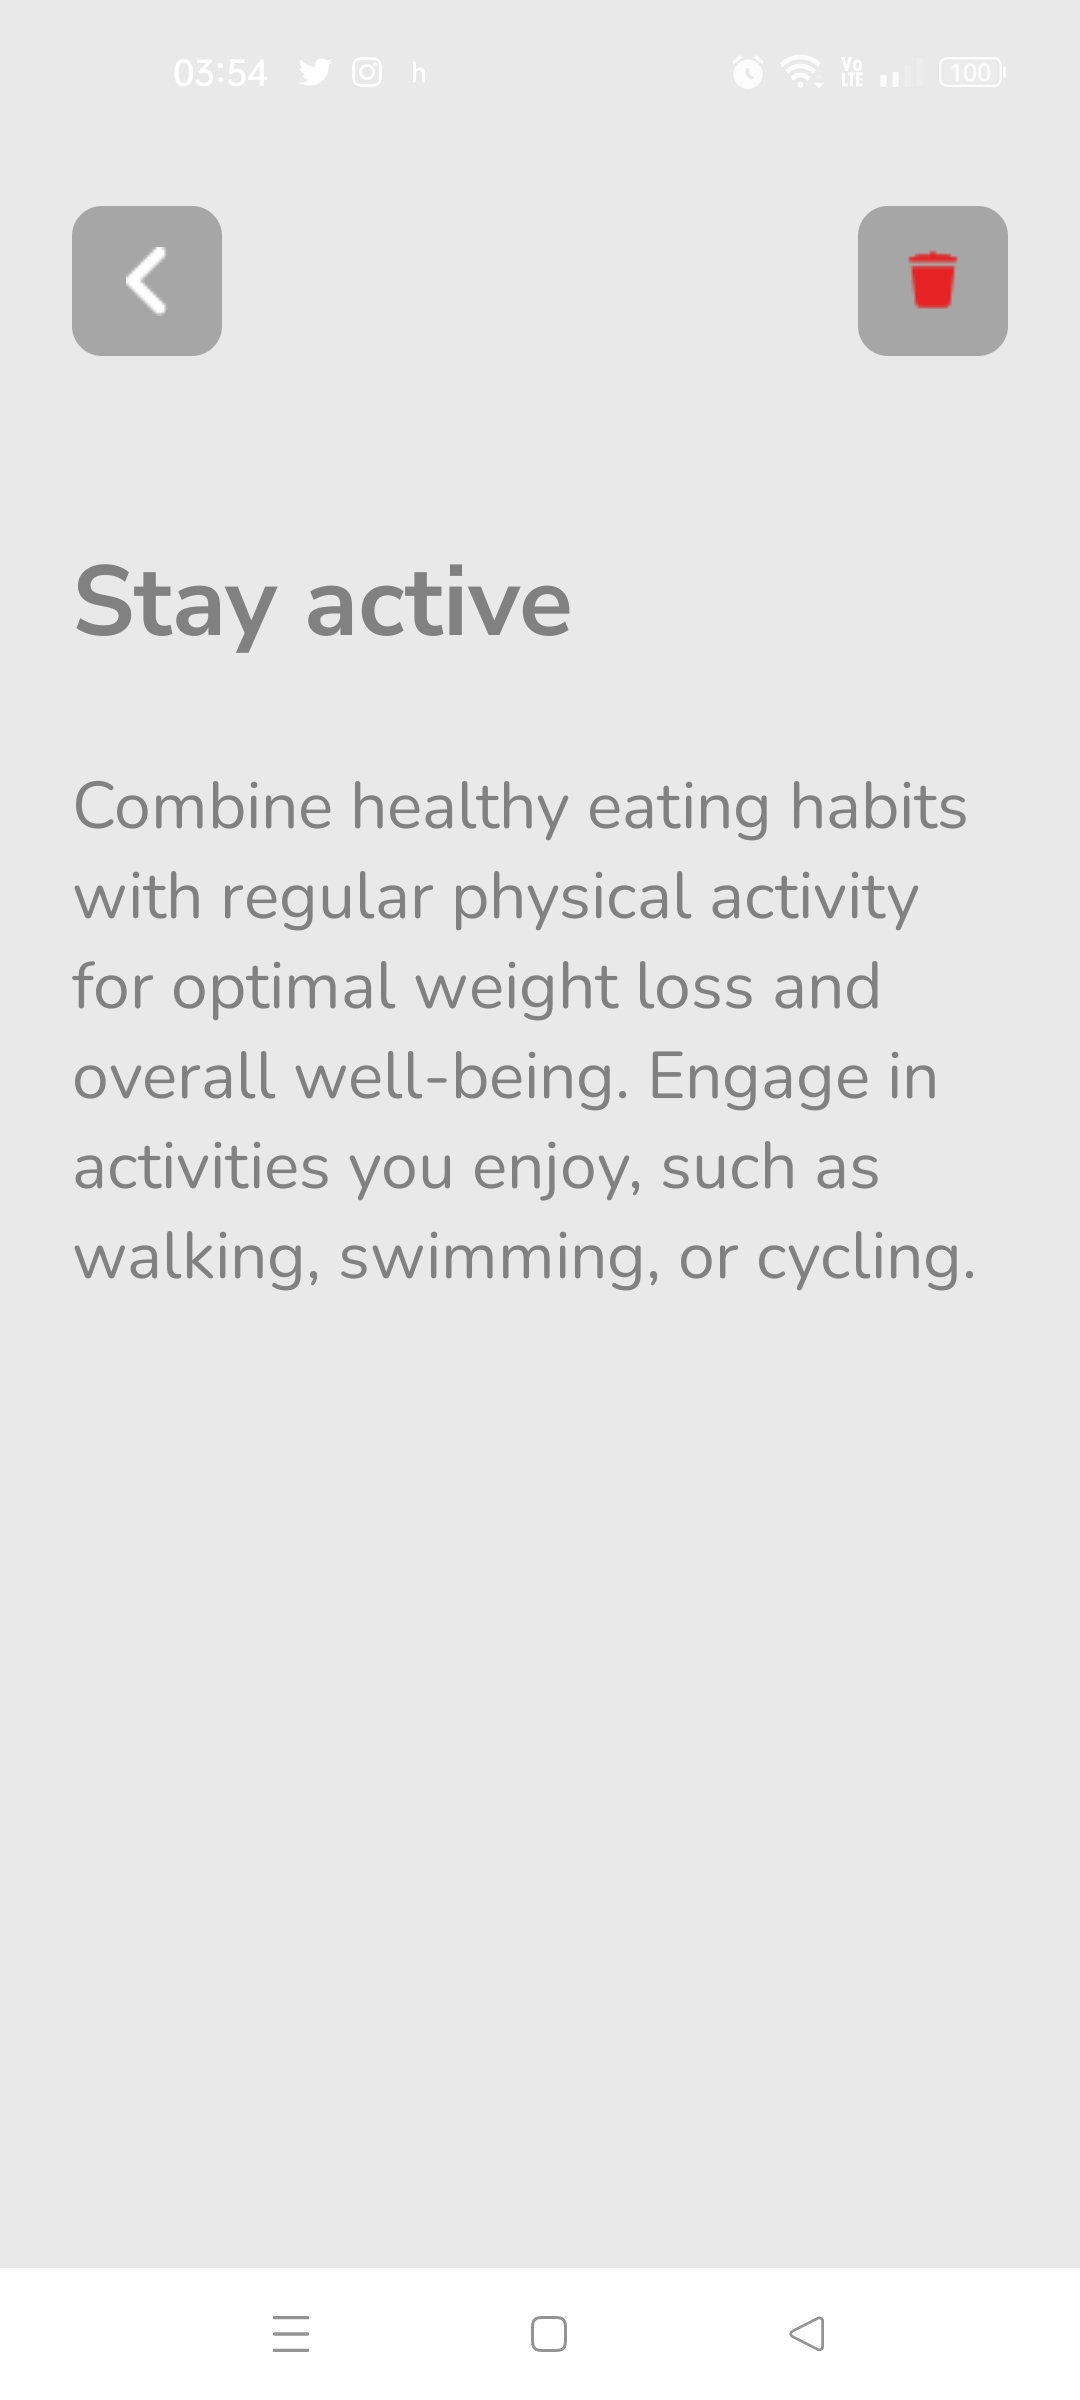 03:54 h Vo LTE 100
Stay active
Combine healthy eating habits
with regular physical activity
for optimal weight loss and
overall well-being. Engage in
activities you enjoy, such as
walking, swimming, or cycling.